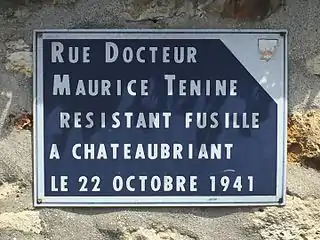 RUE DOCTEUR
MAURICE TENINE
RESISTANT FUSILLE
A CHATEAUBRIANT
LE 22 OCTOBRE 1941